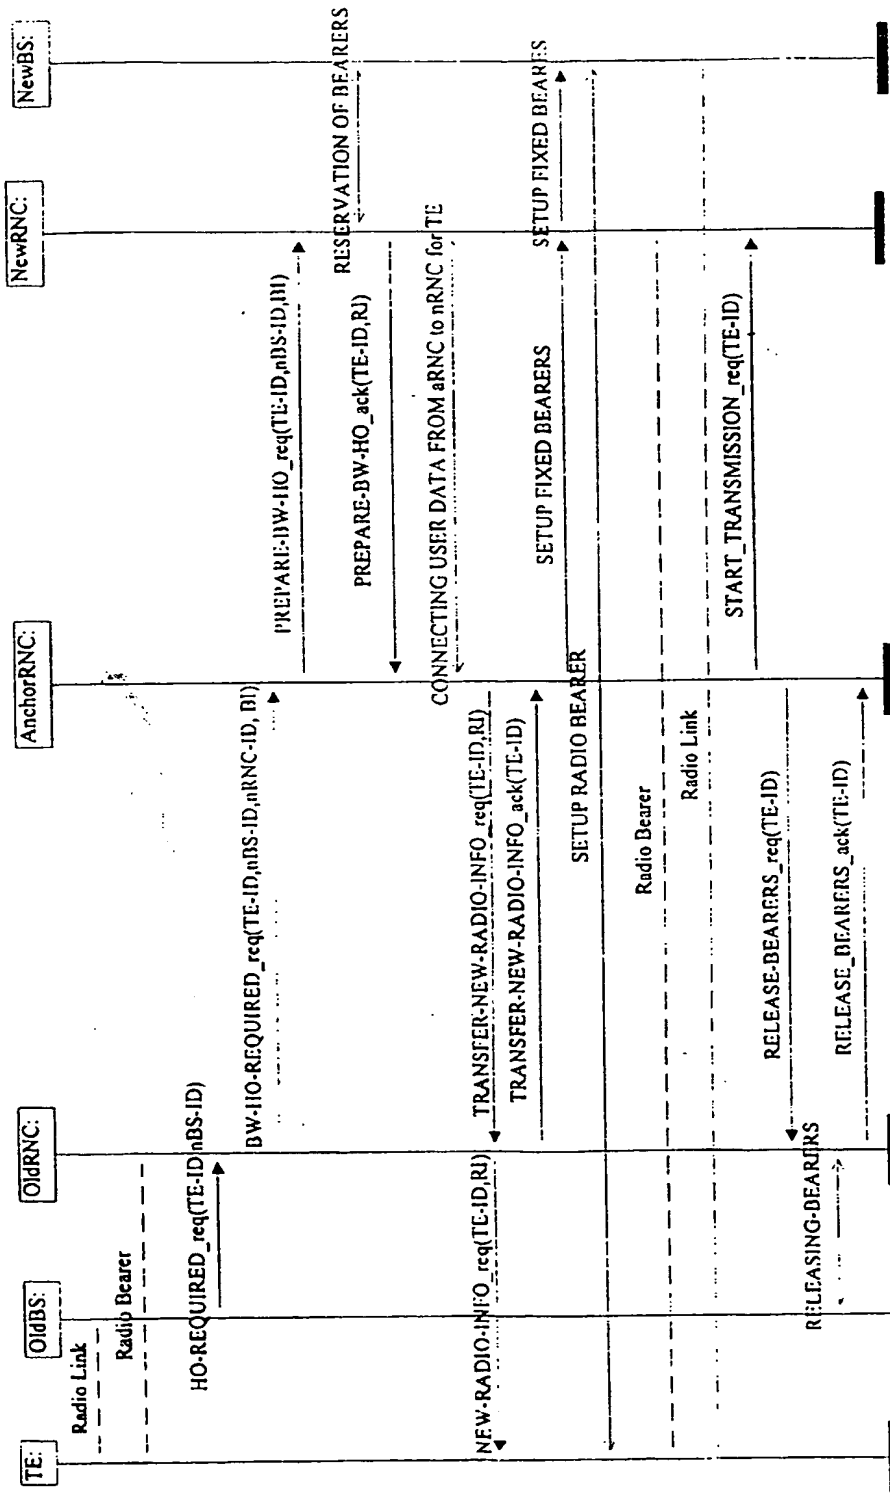 TE:
OldBS:
OldRNC:
AnchorRNC:
NewRNC:
NewBS:
Radio Link
Radio Bearer
HO-REQUIRED_req(TE-ID,nBS-ID)
BW-HO-REQUIRED_req(TE-ID,nBS-ID,nRNC-ID, BI)
PREPARE-BW-HO_req(TE-ID,nBS-ID,BI)
RESERVATION OF BEARERS
PREPARE-BW-HO_ack(TE-ID,RI)
CONNECTING USER DATA FROM aRNC to nRNC for TE
NEW-RADIO-INFO_req(TE-ID,RI)
TRANSFER-NEW-RADIO-INFO_req(TE-ID,RI)
TRANSFER-NEW-RADIO-INFO_ack(TE-ID)
SETUP FIXED BEARERS
SETUP FIXED BEARES
SETUP RADIO BEARER
Radio Bearer
Radio Link
START_TRANSMISSION_req(TE-ID)
RELEASE-BEARERS_req(TE-ID)
RELEASING-BEARERS
RELEASE_BEARERS_ack(TE-ID)